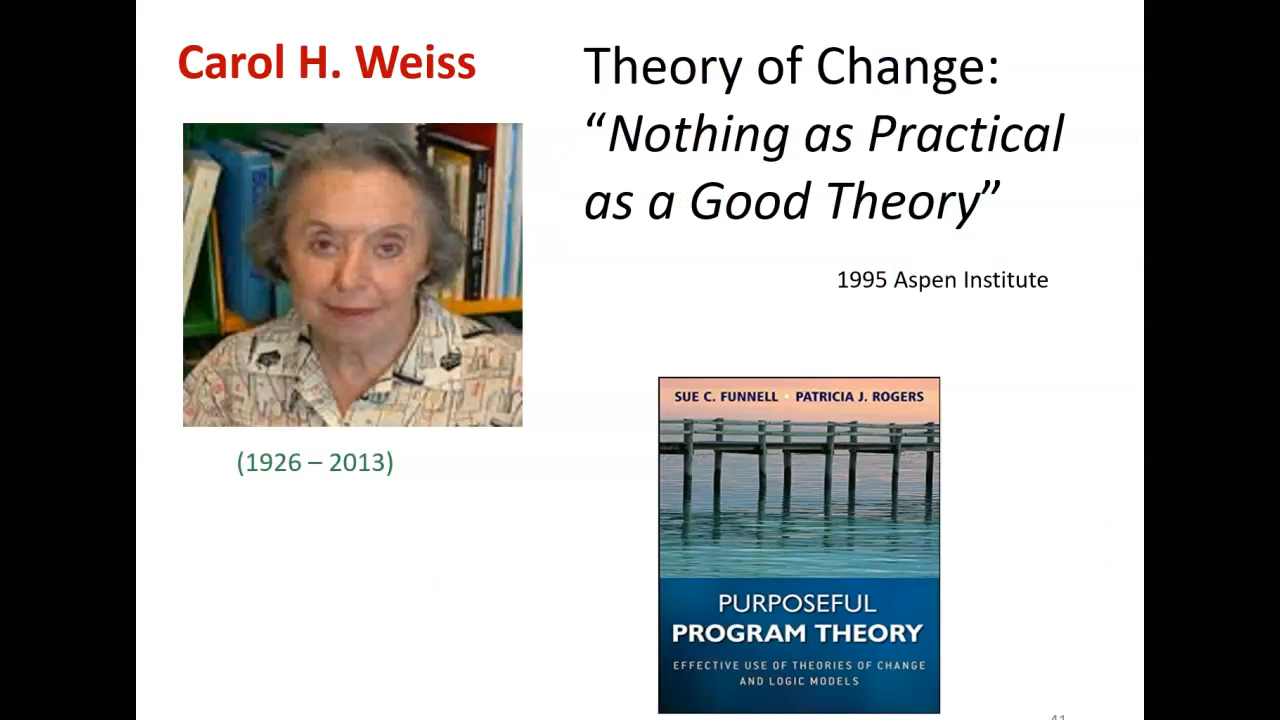 Carol H. Weiss
Theory of Change:
“Nothing as Practical
as a Good Theory”
1995 Aspen Institute
(1926 – 2013)
SUE C. FUNNELL • PATRICIA J. ROGERS
PURPOSEFUL
PROGRAM THEORY
EFFECTIVE USE OF THEORIES OF CHANGE
AND LOGIC MODELS
41